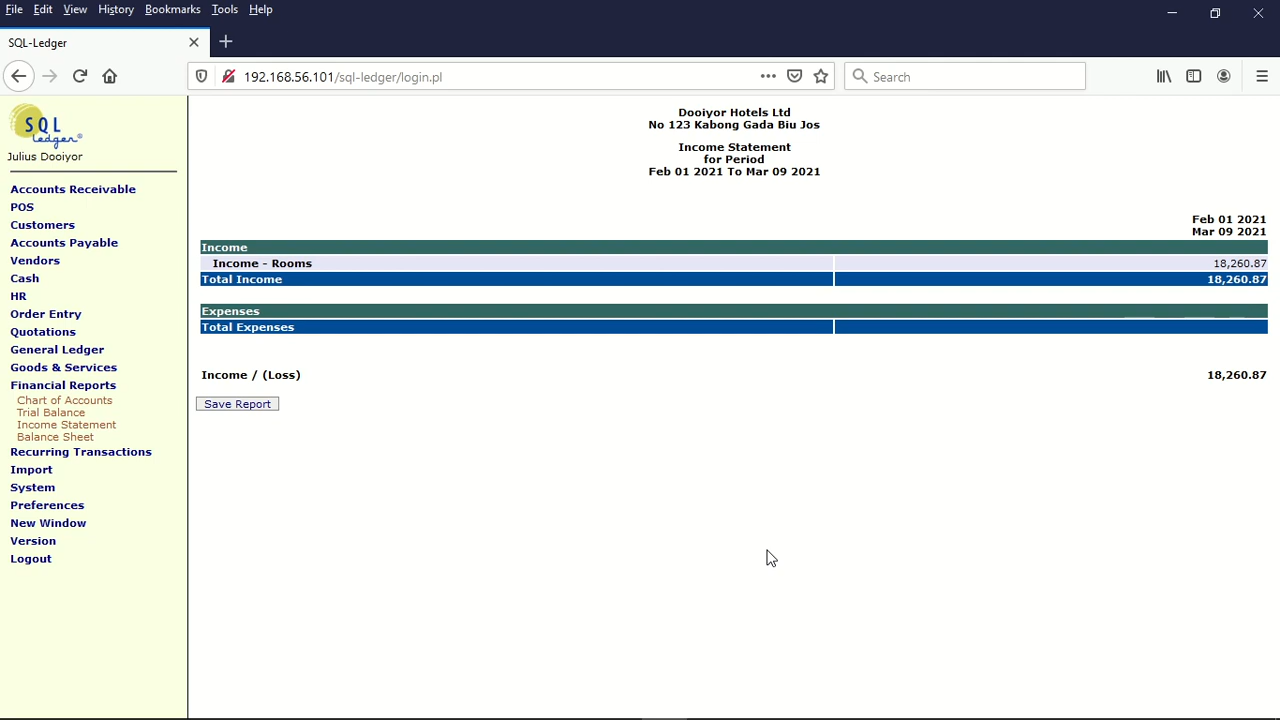 File Edit View History Bookmarks Tools Help
SQL-Ledger
192.168.56.101/sql-ledger/login.pl
Search
SQL
ledger®
Julius Dooiyor
Accounts Receivable
POS
Customers
Accounts Payable
Vendors
Cash
HR
Order Entry
Quotations
General Ledger
Goods & Services
Financial Reports
Chart of Accounts
Trial Balance
Income Statement
Balance Sheet
Recurring Transactions
Import
System
Preferences
New Window
Version
Logout
Dooiyor Hotels Ltd
No 123 Kabong Gada Biu Jos
Income Statement
for Period
Feb 01 2021 To Mar 09 2021
Feb 01 2021
Mar 09 2021
Income
Income - Rooms 18,260.87
Total Income 18,260.87
Expenses
Total Expenses
Income / (Loss) 18,260.87
Save Report